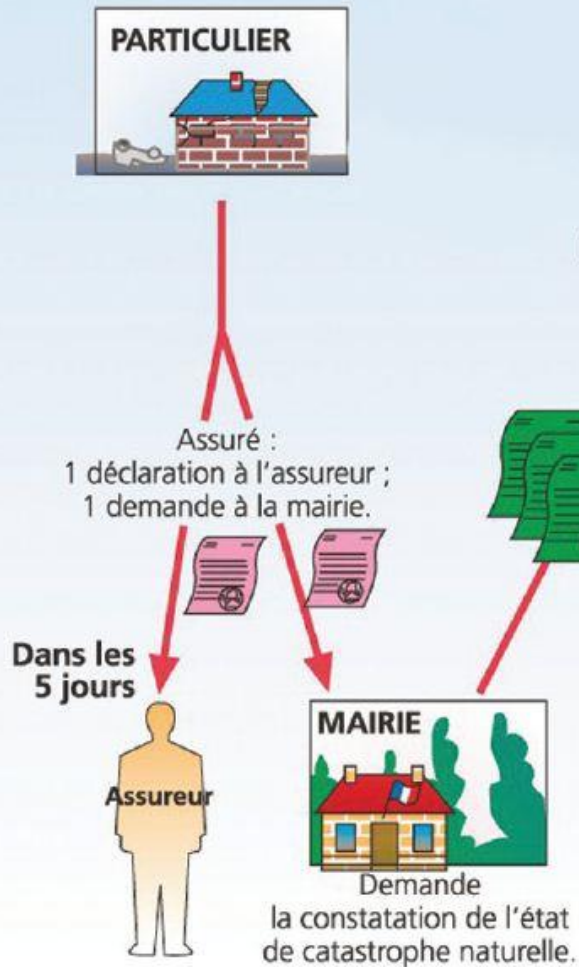 PARTICULIER
Assuré :
1 déclaration à l'assureur ;
1 demande à la mairie.
Dans les
5 jours
Assureur
MAIRIE
Demande
la constatation de l'état
de catastrophe naturelle.